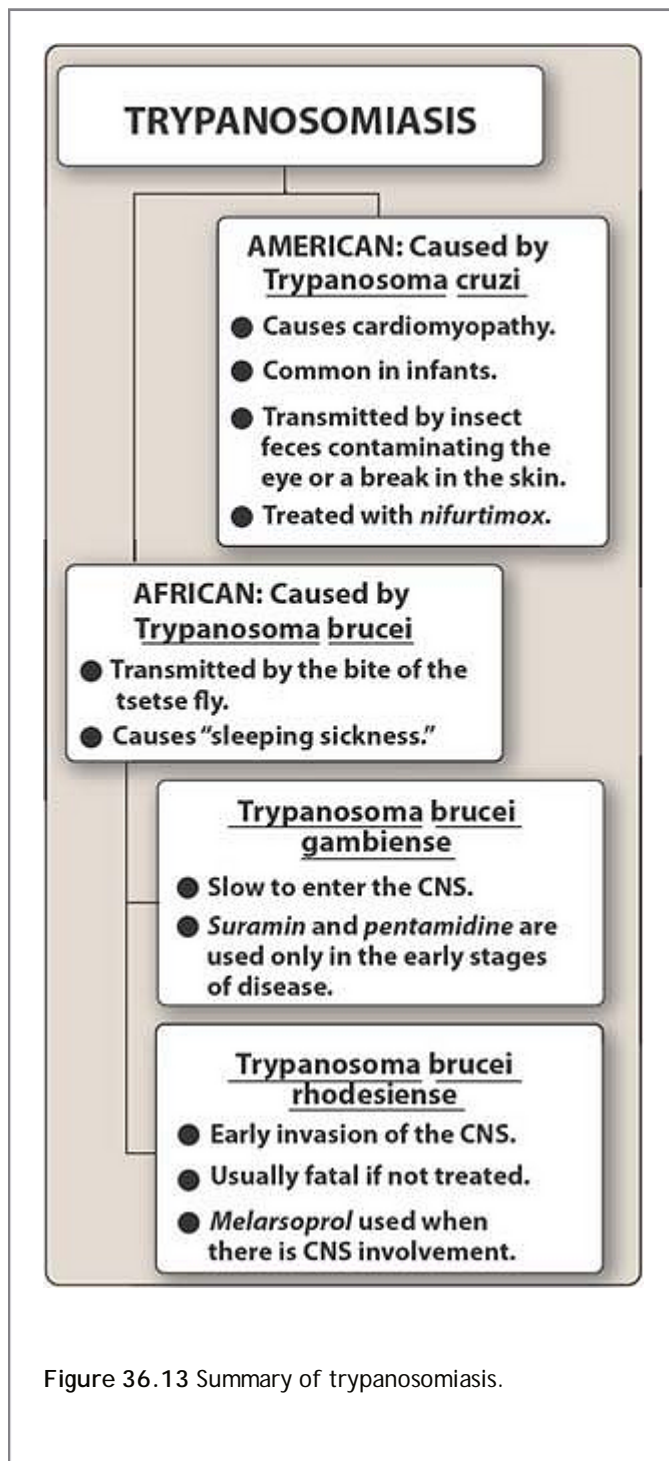 TRYPANOSOMIASIS
AMERICAN: Caused by
Trypanosoma cruzi
● Causes cardiomyopathy.
● Common in infants.
● Transmitted by insect
feces contaminating the
eye or a break in the skin.
● Treated with nifurtimox.
AFRICAN: Caused by
Trypanosoma brucei
● Transmitted by the bite of the
tsetse fly.
● Causes “sleeping sickness.”
Trypanosoma brucei
gambiense
● Slow to enter the CNS.
● Suramin and pentamidine are
used only in the early stages
of disease.
Trypanosoma brucei
rhodesiense
● Early invasion of the CNS.
● Usually fatal if not treated.
● Melarsoprol used when
there is CNS involvement.
Figure 36.13 Summary of trypanosomiasis.